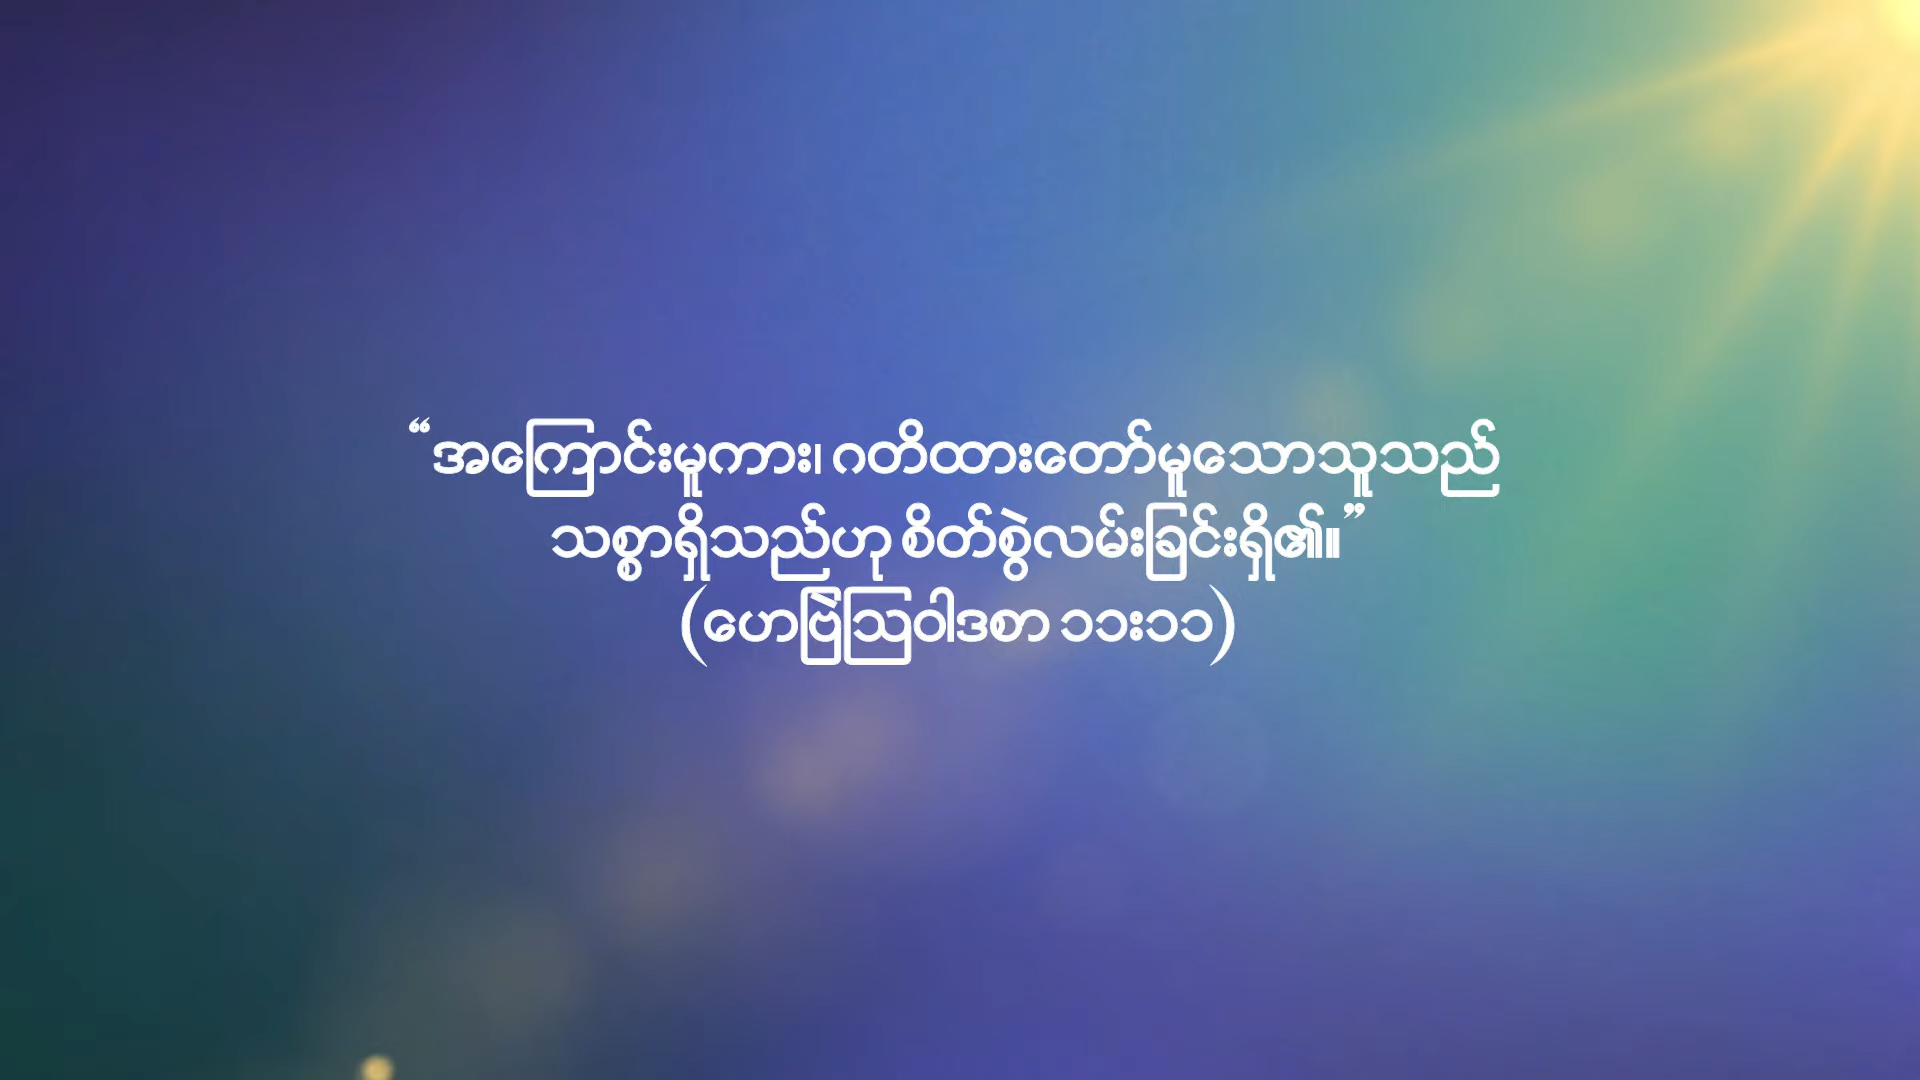 “အကြောင်းမူကား၊ ဂတိထားတော်မူသောသူသည်
သစ္စာရှိသည်ဟု စိတ်စွဲလမ်းခြင်းရှိ၏။”
(ဟေဗြဲဩဝါဒစာ ၁၁း၁၁)